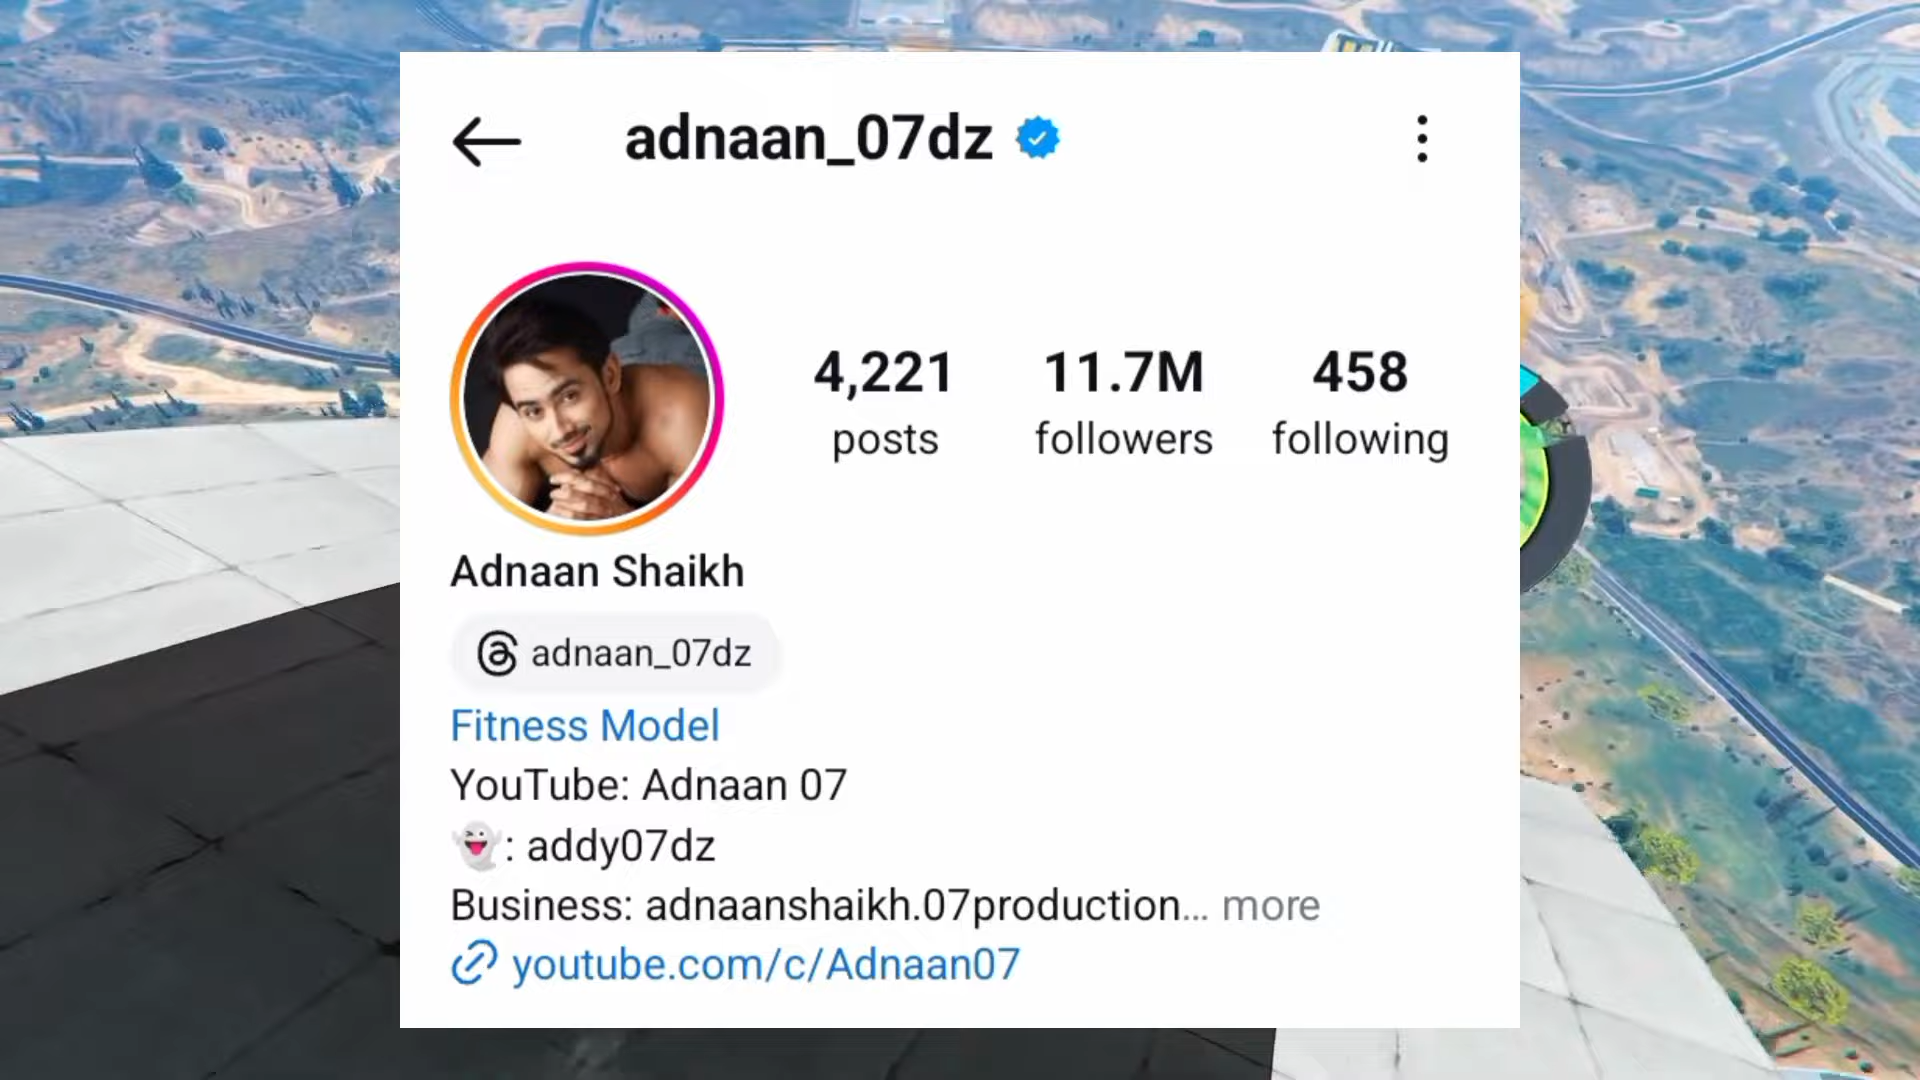 adnaan_07dz
4,221 11.7M 458
posts followers following
Adnaan Shaikh
adnaan_07dz
Fitness Model
YouTube: Adnaan 07
👻: addy07dz
Business: adnaanshaikh.07production... more
youtube.com/c/Adnaan07